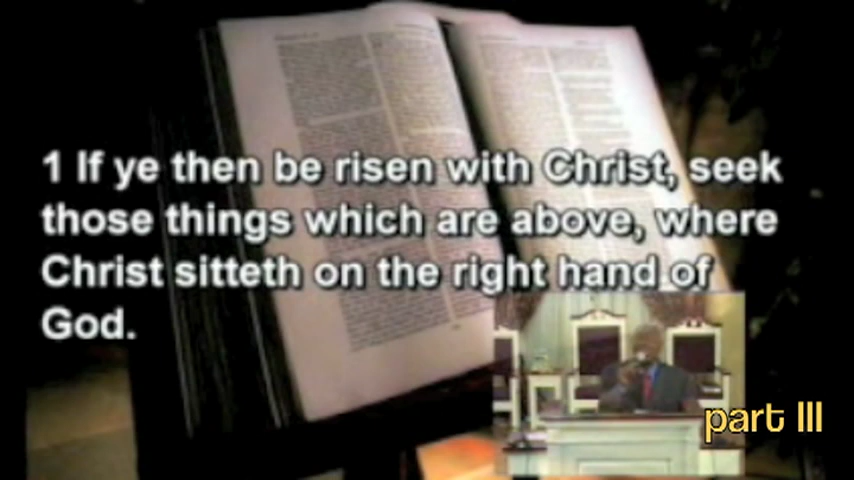 1 If ye then be risen with Christ, seek
those things which are above, where
Christ sitteth on the right hand of
God.
part III